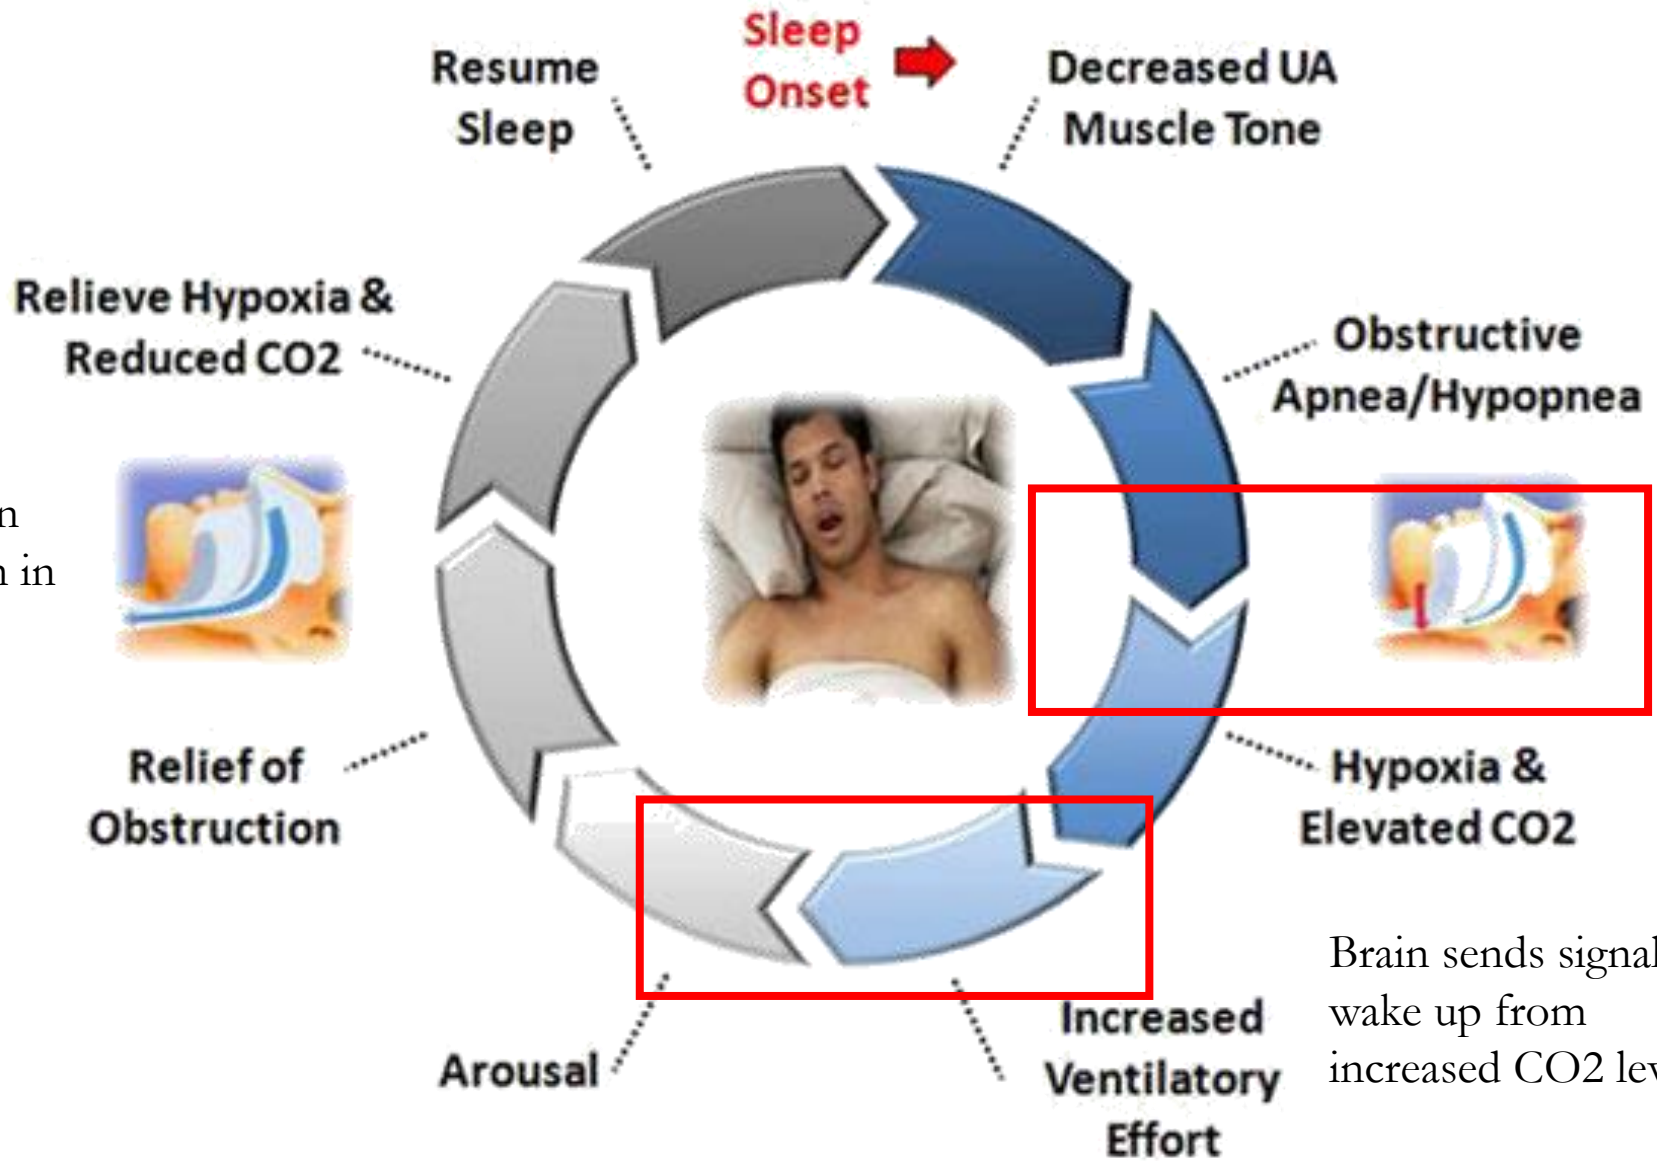 Sleep
Onset
Decreased UA
Muscle Tone
Obstructive
Apnea/Hypopnea
Hypoxia &
Elevated CO2
Brain sends signal
wake up from
increased CO2
Increased
Ventilatory
Effort
Arousal
Relief of
Obstruction
in
Relieve Hypoxia &
Reduced CO2
Resume
Sleep